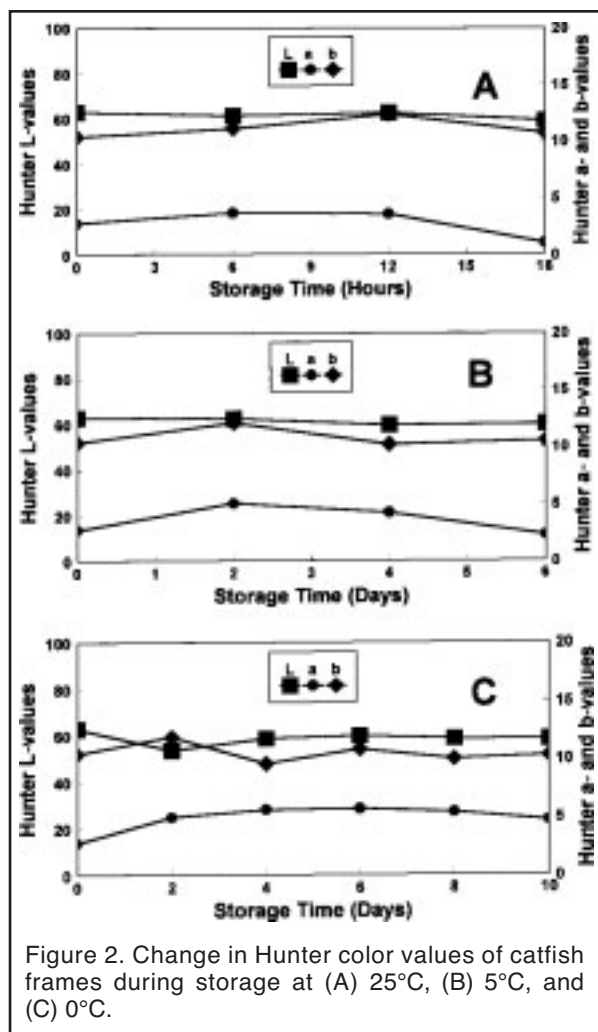 L a b
A
Hunter L-values
100
80
60
40
20
0
Hunter a- and b-values
20
15
10
5
0
0 3 6 9 12 15 18
Storage Time (Hours)
L a b
B
Hunter L-values
100
80
60
40
20
0
Hunter a- and b-values
20
15
10
5
0
0 1 2 3 4 5 6
Storage Time (Days)
L a b
C
Hunter L-values
100
80
60
40
20
0
Hunter a- and b-values
20
15
10
5
0
0 2 4 6 8 10
Storage Time (Days)
Figure 2. Change in Hunter color values of catfish
frames during storage at (A) 25°C, (B) 5°C, and
(C) 0°C.